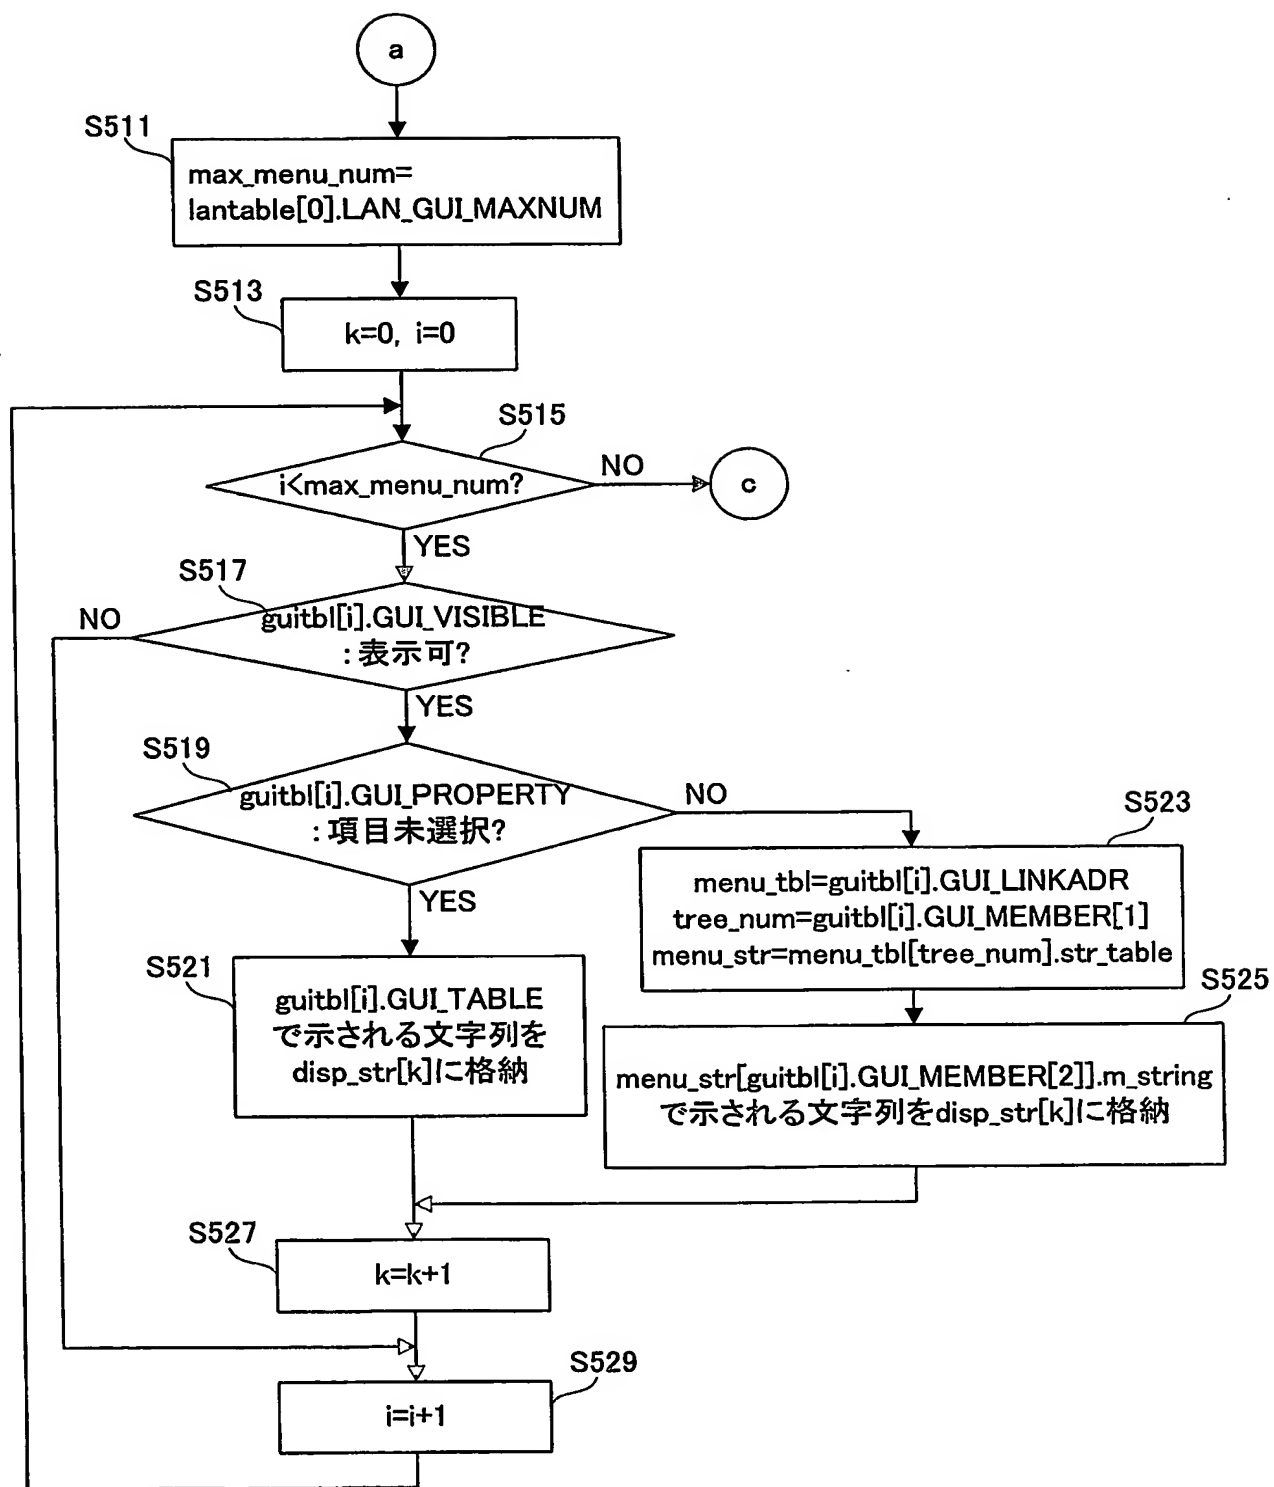 a
S511
max_menu_num=
lantable[0].LAN_GUI_MAXNUM
S513
k=0, i=0
S515
i<max_menu_num?
NO
c
YES
S517
NO
guitbl[i].GUI_VISIBLE
:表示可?
YES
S519
guitbl[i].GUI_PROPERTY
:項目未選択?
NO
YES
S523
menu_tbl=guitbl[i].GUI_LINKADR
tree_num=guitbl[i].GUI_MEMBER[1]
menu_str=menu_tbl[tree_num].str_table
S521
guitbl[i].GUI_TABLE
で示される文字列を
disp_str[k]に格納
S525
menu_str[guitbl[i].GUI_MEMBER[2]].m_string
で示される文字列をdisp_str[k]に格納
S527
k=k+1
S529
i=i+1